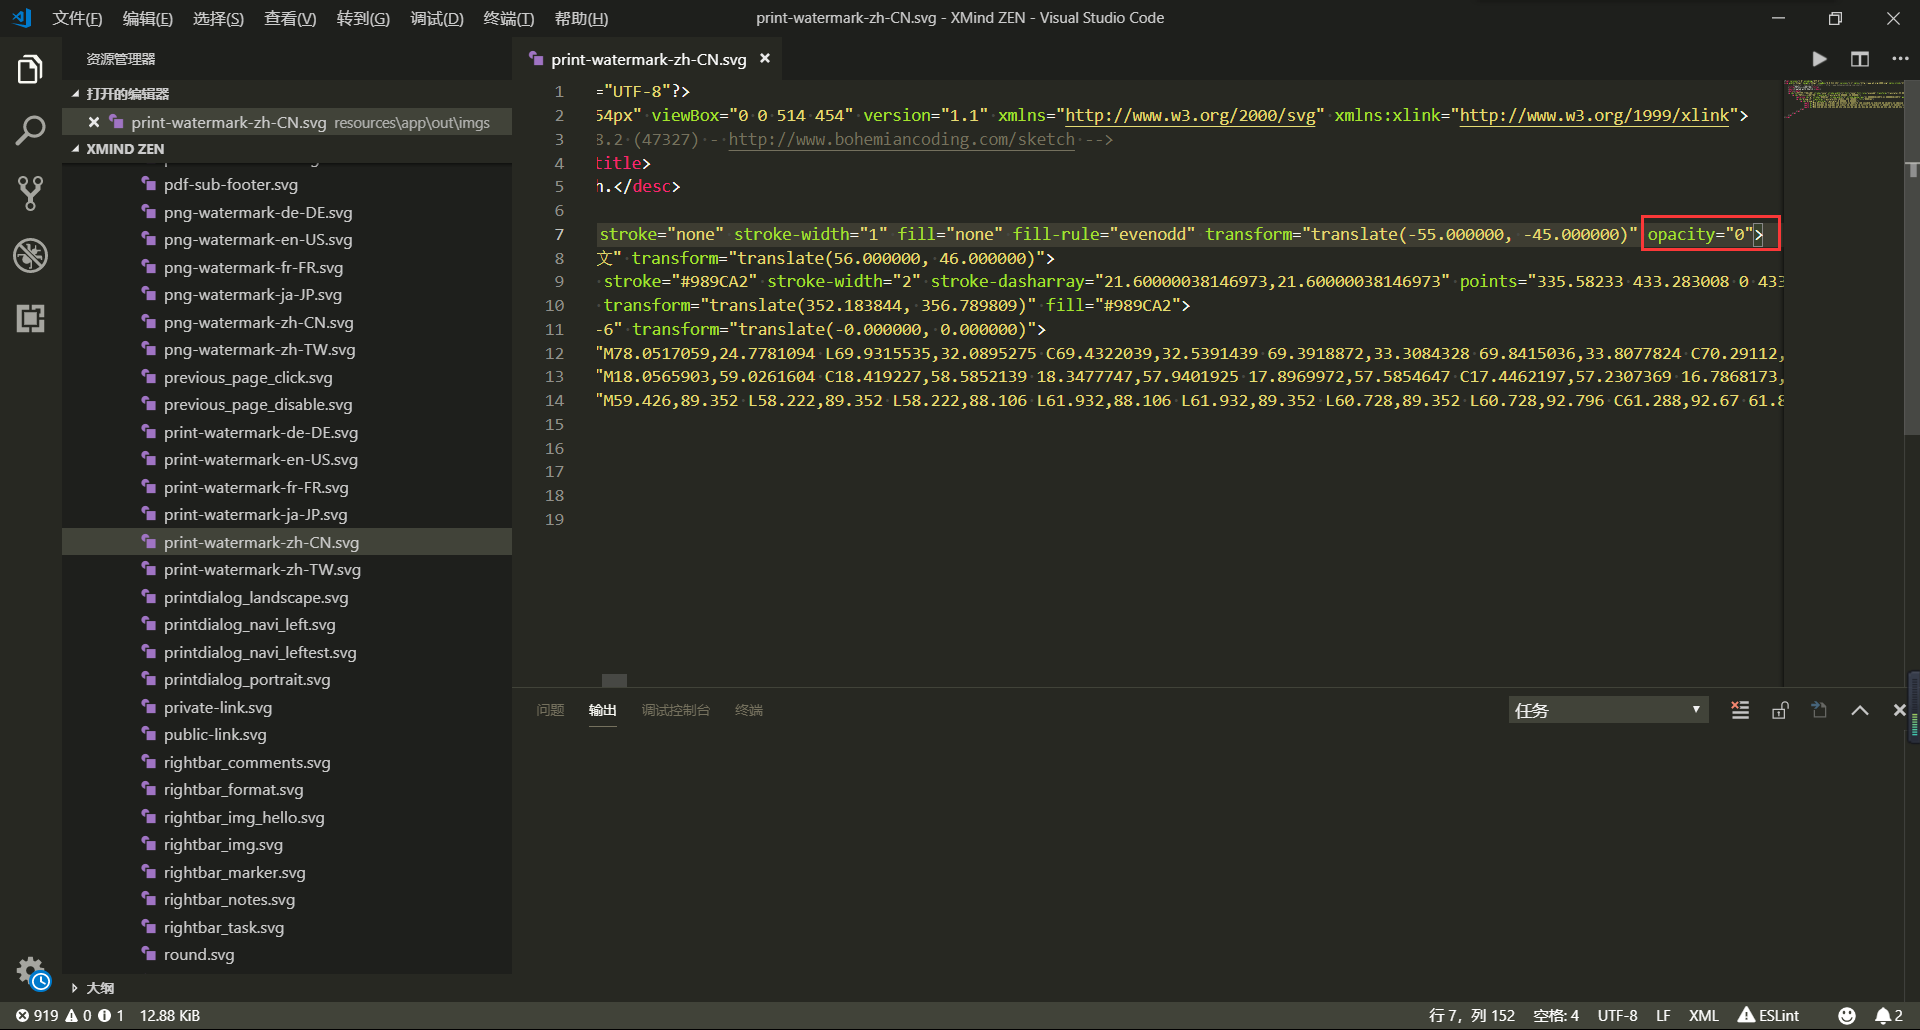 文件(F) 编辑(E) 选择(S) 查看(V) 转到(G) 调试(D) 终端(T) 帮助(H)
print-watermark-zh-CN.svg - XMind ZEN - Visual Studio Code
资源管理器
打开的编辑器
print-watermark-zh-CN.svg resources\app\out\imgs
XMIND ZEN
pdf-sub-footer.svg
png-watermark-de-DE.svg
png-watermark-en-US.svg
png-watermark-fr-FR.svg
png-watermark-ja-JP.svg
png-watermark-zh-CN.svg
png-watermark-zh-TW.svg
previous_page_click.svg
previous_page_disable.svg
print-watermark-de-DE.svg
print-watermark-en-US.svg
print-watermark-fr-FR.svg
print-watermark-ja-JP.svg
print-watermark-zh-CN.svg
print-watermark-zh-TW.svg
printdialog_landscape.svg
printdialog_navi_left.svg
printdialog_navi_leftest.svg
printdialog_portrait.svg
private-link.svg
public-link.svg
rightbar_comments.svg
rightbar_format.svg
rightbar_img_hello.svg
rightbar_img.svg
rightbar_marker.svg
rightbar_notes.svg
rightbar_task.svg
round.svg
大纲
print-watermark-zh-CN.svg
1 ="UTF-8"?>
2 54px" viewBox="0 0 514 454" version="1.1" xmlns="http://www.w3.org/2000/svg" xmlns:xlink="http://www.w3.org/1999/xlink">
3 8.2 (47327) - http://www.bohemiancoding.com/sketch -->
4 title>
5 h.</desc>
6
7 stroke="none" stroke-width="1" fill="none" fill-rule="evenodd" transform="translate(-55.000000, -45.000000)" opacity="0">
8 文" transform="translate(56.000000, 46.000000)">
9 stroke="#989CA2" stroke-width="2" stroke-dasharray="21.60000038146973,21.60000038146973" points="335.58233 433.283008 0 433
10 transform="translate(352.183844, 356.789809)" fill="#989CA2">
11 -6" transform="translate(-0.000000, 0.000000)">
12 "M78.0517059,24.7781094 L69.9315535,32.0895275 C69.4322039,32.5391439 69.3918872,33.3084328 69.8415036,33.8077824 C70.29112,
13 "M18.0565903,59.0261604 C18.419227,58.5852139 18.3477747,57.9401925 17.8969972,57.5854647 C17.4462197,57.2307369 16.7868173,
14 "M59.426,89.352 L58.222,89.352 L58.222,88.106 L61.932,88.106 L61.932,89.352 L60.728,89.352 L60.728,92.796 C61.288,92.67 61.8
15
16
17
18
19
问题 输出 调试控制台 终端
任务
919 0 1 12.88 KiB
行 7，列 152 空格: 4 UTF-8 LF XML ESLint 2